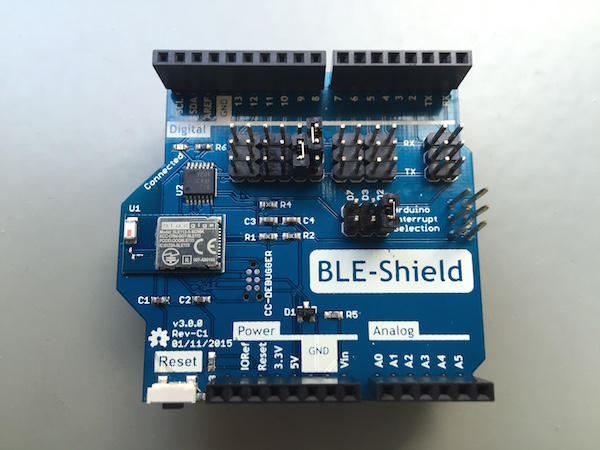 SCL
SDA
AREF
GND
13
12
11
10
9
8
7
6
5
4
3
2
TX
Digital
R6
RX
TX
Connected
U2
U1
R4
C3
C4
R1
R2
D7
D3
D2
Interrupt
Selection
CC-DEBUGGER
BLE-Shield
C1
C2
D1
R5
v3.0.0
Rev-C1
01/11/2015
Power
Analog
Reset
IORef
Reset
3.3V
5V
GND
Vin
A0
A1
A2
A3
A4
A5